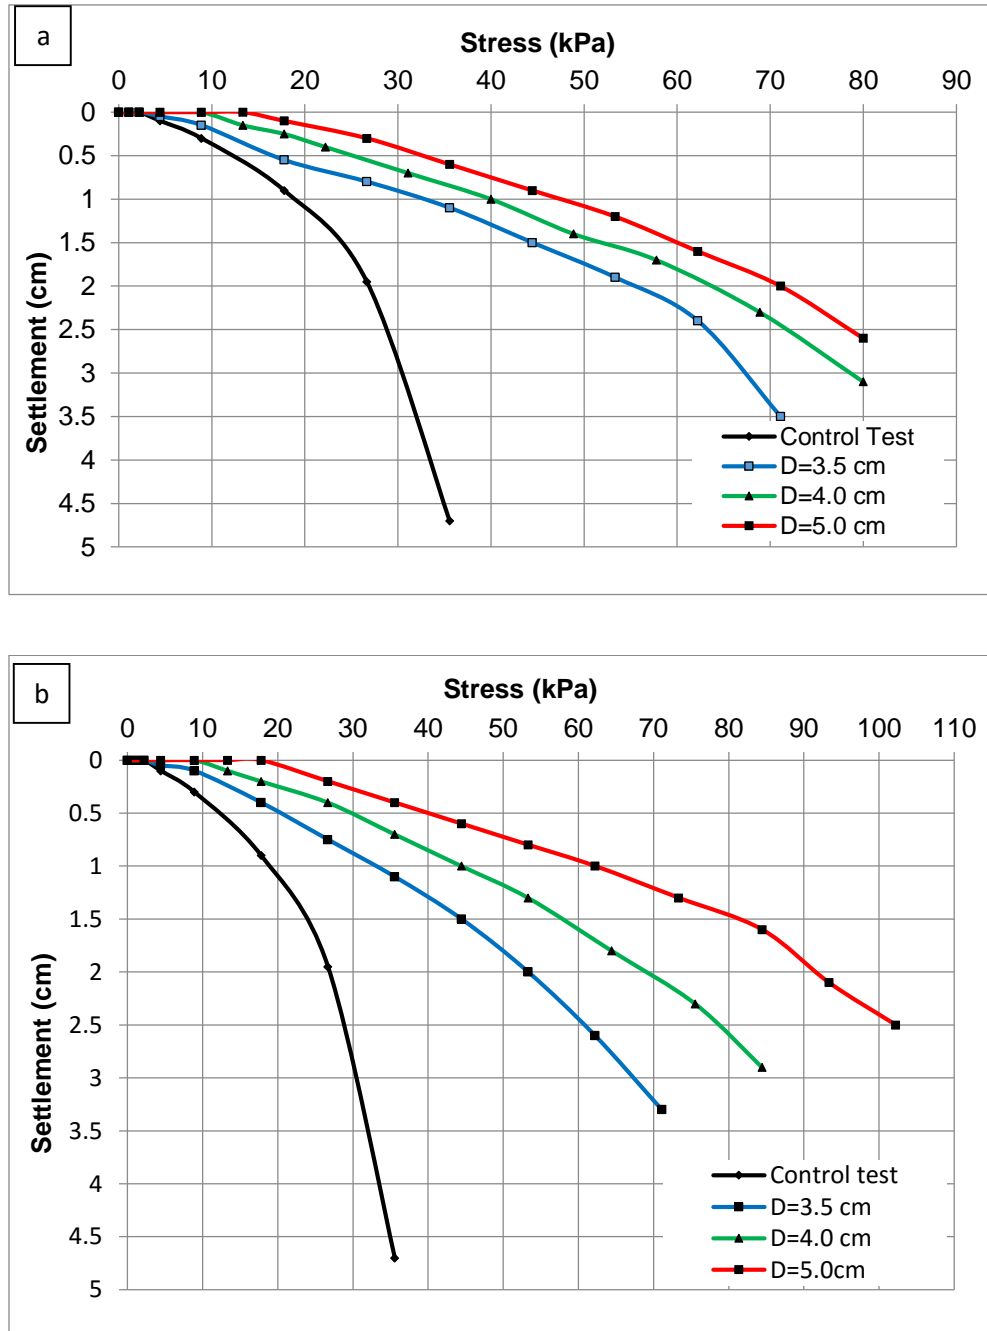 a
Stress (kPa)
0 10 20 30 40 50 60 70 80 90
0
0.5
1
1.5
2
2.5
3
3.5
4
4.5
5
Settlement (cm)
Control Test
D=3.5 cm
D=4.0 cm
D=5.0 cm
b
Stress (kPa)
0 10 20 30 40 50 60 70 80 90 100 110
0
0.5
1
1.5
2
2.5
3
3.5
4
4.5
5
Settlement (cm)
Control test
D=3.5 cm
D=4.0 cm
D=5.0cm